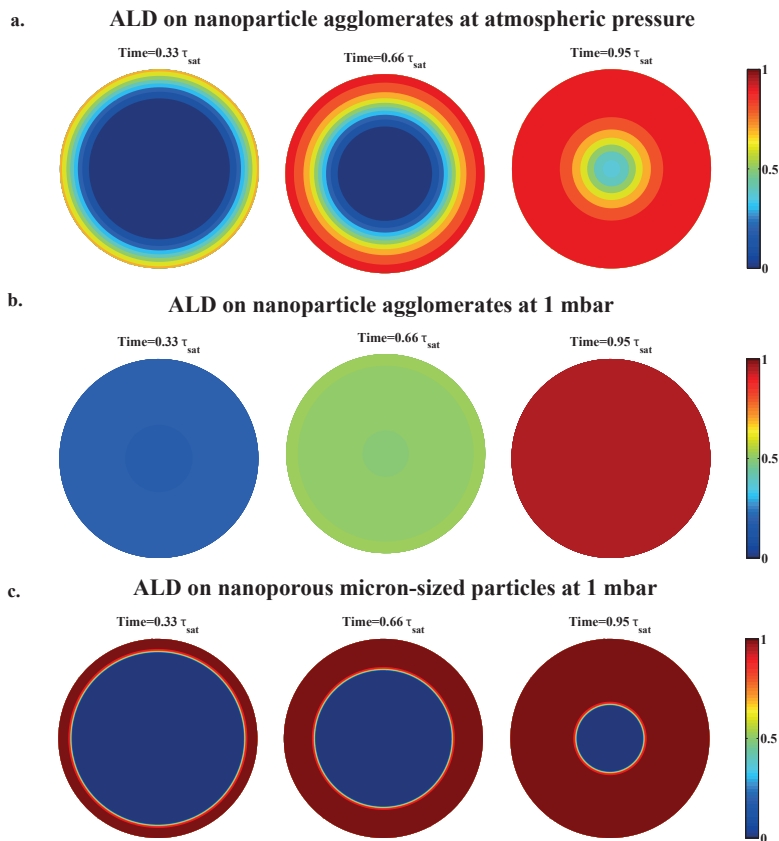 a.
ALD on nanoparticle agglomerates at atmospheric pressure
Time=0.33 τsat
Time=0.66 τsat
Time=0.95 τsat
1
0.5
0
b.
ALD on nanoparticle agglomerates at 1 mbar
Time=0.33 τsat
Time=0.66 τsat
Time=0.95 τsat
1
0.5
0
c.
ALD on nanoporous micron-sized particles at 1 mbar
Time=0.33 τsat
Time=0.66 τsat
Time=0.95 τsat
1
0.5
0